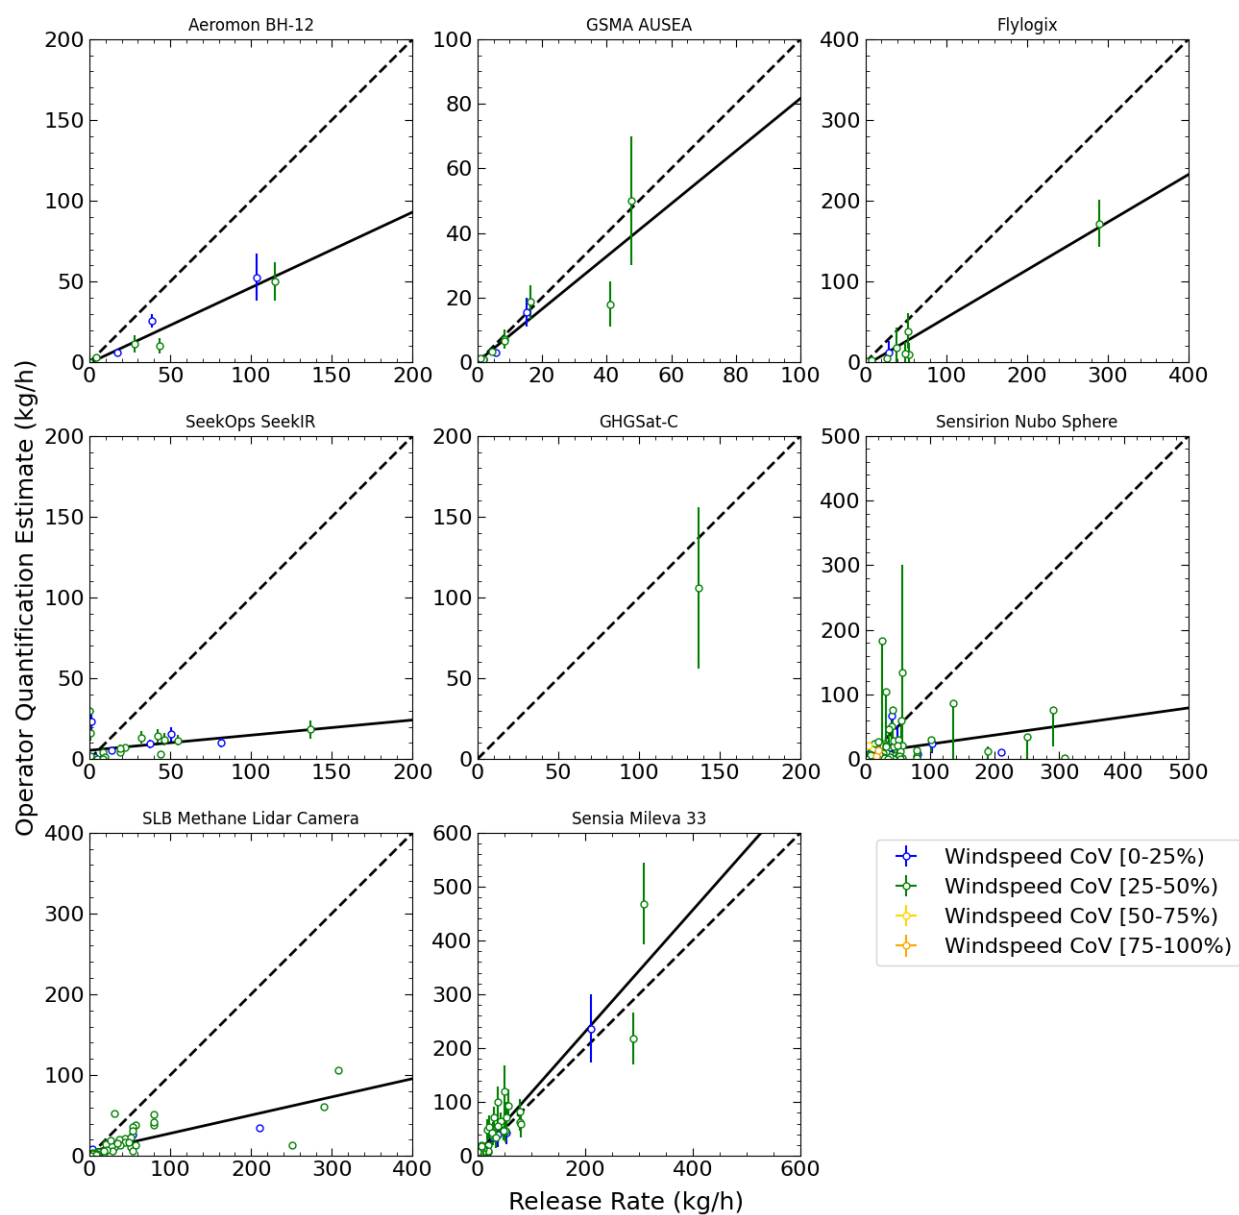 Aeromon BH-12
GSMA AUSEA
Flylogix
200
150
100
50
0
0 50 100 150 200
100
80
60
40
20
0
0 20 40 60 80 100
400
300
200
100
0
0 100 200 300 400
SeekOps SeekIR
GHGSat-C
Sensirion Nubo Sphere
200
150
100
50
0
0 50 100 150 200
200
150
100
50
0
0 50 100 150 200
500
400
300
200
100
0
0 100 200 300 400 500
Operator Quantification Estimate (kg/h)
SLB Methane Lidar Camera
Sensia Mileva 33
400
300
200
100
0
0 100 200 300 400
600
500
400
300
200
100
0
0 200 400 600
Windspeed CoV [0-25%)
Windspeed CoV [25-50%)
Windspeed CoV [50-75%)
Windspeed CoV [75-100%)
Release Rate (kg/h)